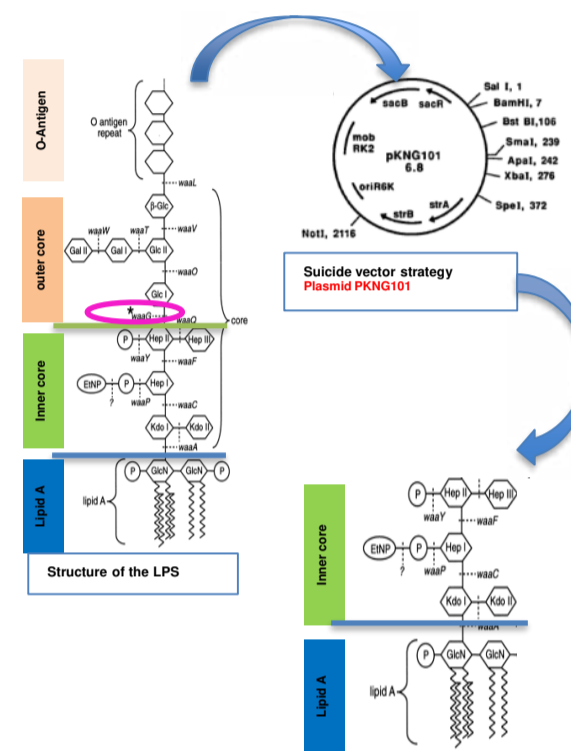 O-Antigen
O antigen
repeat
waaL
β-Glc
waaV
waaW
waaT
Gal II
Gal I
Glc II
waaO
outer core
Glc I
*
waaG
waaQ
core
P
Hep II
Hep III
waaY
waaF
Inner core
EtNP
P
Hep I
?
waaP
waaC
Kdo I
Kdo II
waaA
P
GlcN
GlcN
P
lipid A
Lipid A
Structure of the LPS
sacB
sacR
mob
RK2
pKNG101
6.8
oriR6K
strA
strB
Sal I, 1
BamHI, 7
Bst BI,106
SmaI, 239
ApaI, 242
XbaI, 276
SpeI, 372
NotI, 2116
Suicide vector strategy
Plasmid PKNG101
P
Hep II
Hep III
waaY
waaF
Inner core
EtNP
P
Hep I
?
waaP
waaC
Kdo I
Kdo II
waaA
P
GlcN
GlcN
lipid A
Lipid A